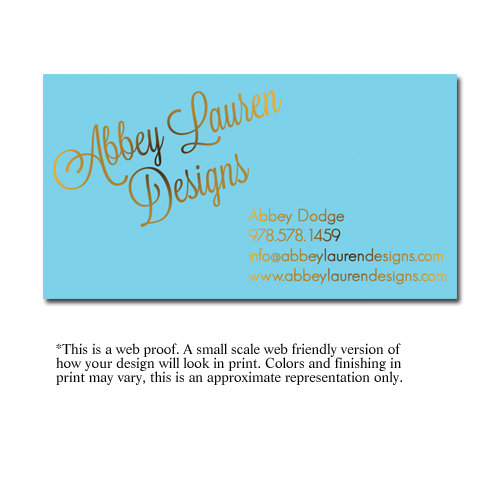 Abbey Lauren
Designs
Abbey Dodge
978.578.1459
info@abbeylaurendesigns.com
www.abbeylaurendesigns.com
*This is a web proof. A small scale web friendly version of
how your design will look in print. Colors and finishing in
print may vary, this is an approximate representation only.